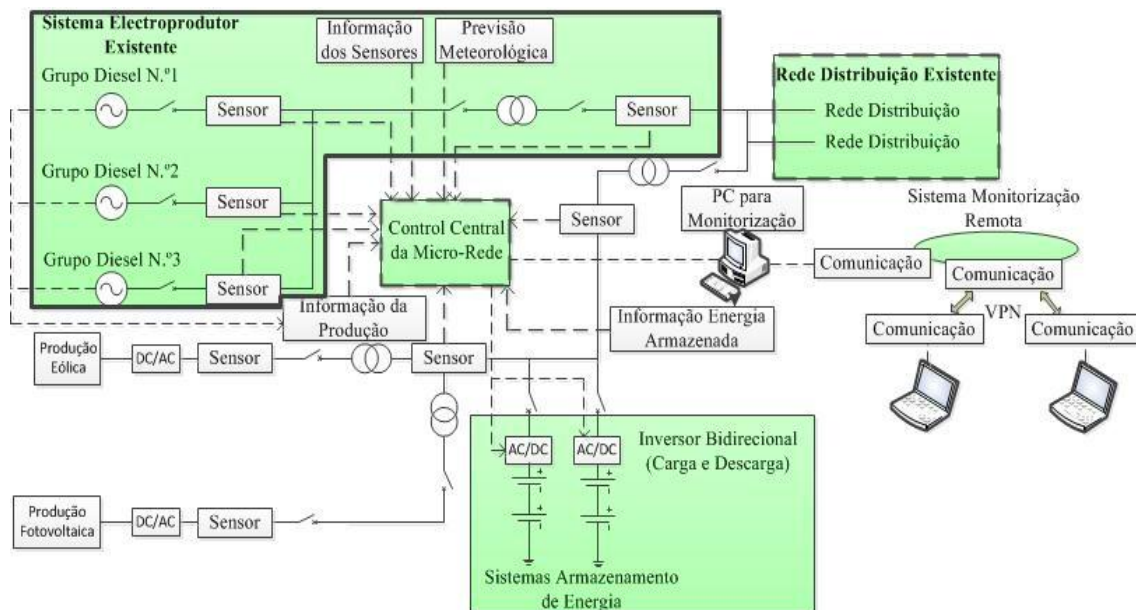 Sistema Electroprodutor
Existente
Informação
dos Sensores
Previsão
Meteorológica
Grupo Diesel N.º1
Sensor
Sensor
Rede Distribuição Existente
Rede Distribuição
Rede Distribuição
Grupo Diesel N.º2
Sensor
Control Central
da Micro-Rede
Sensor
PC para
Monitorização
Sistema Monitorização
Remota
Grupo Diesel N.º3
Sensor
Comunicação
Comunicação
Informação da
Produção
Informação Energia
Armazenada
VPN
Comunicação
Comunicação
Produção
Eólica
DC/AC
Sensor
Sensor
Inversor Bidirecional
(Carga e Descarga)
AC/DC
AC/DC
+
-
+
-
+
-
+
-
Produção
Fotovoltaica
DC/AC
Sensor
Sistemas Armazenamento
de Energia